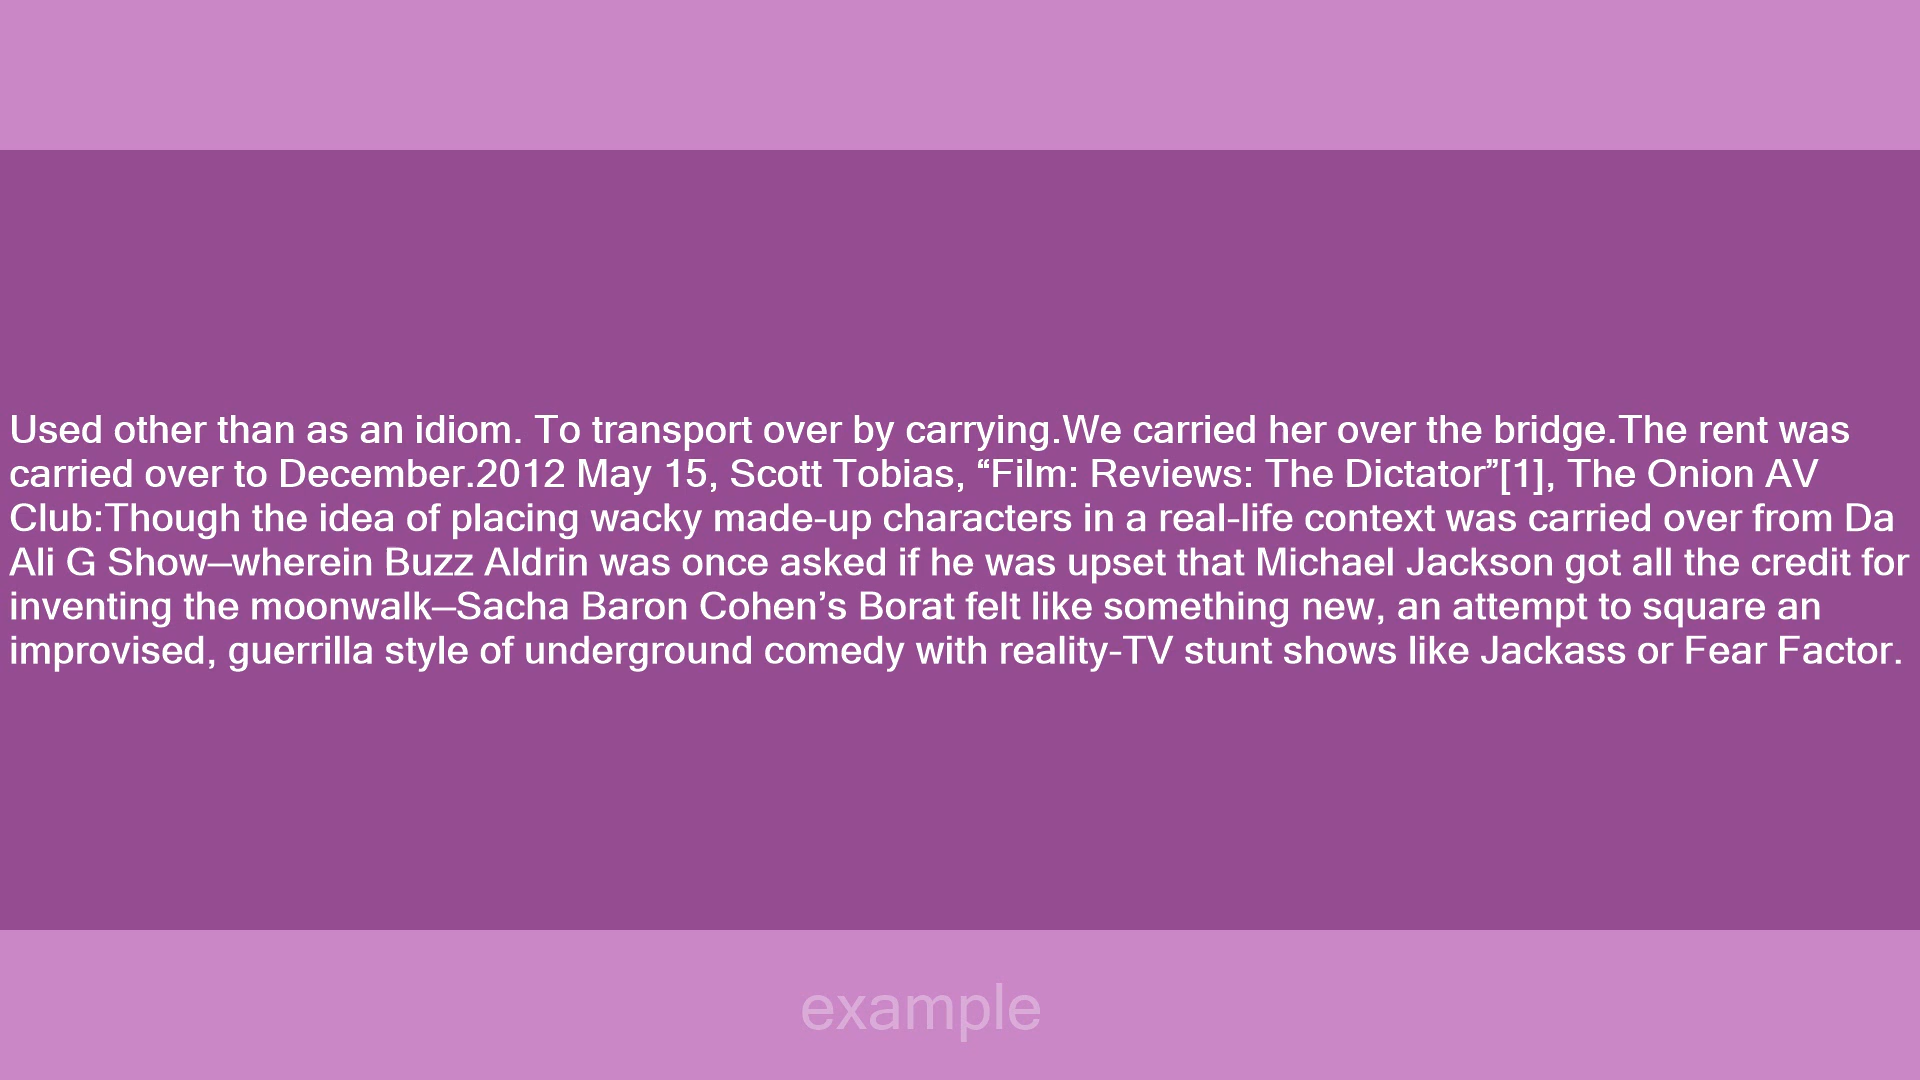 Used other than as an idiom. To transport over by carrying.We carried her over the bridge.The rent was
carried over to December.2012 May 15, Scott Tobias, “Film: Reviews: The Dictator”[1], The Onion AV
Club:Though the idea of placing wacky made-up characters in a real-life context was carried over from Da
Ali G Show—wherein Buzz Aldrin was once asked if he was upset that Michael Jackson got all the credit for
inventing the moonwalk—Sacha Baron Cohen’s Borat felt like something new, an attempt to square an
improvised, guerrilla style of underground comedy with reality-TV stunt shows like Jackass or Fear Factor.
example